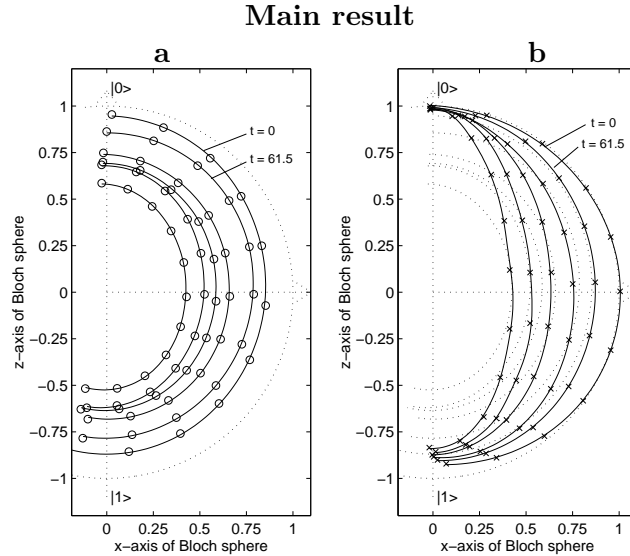 Main result
a
b
|0>
t = 0
t = 61.5
1
0.75
0.5
0.25
0
−0.25
−0.5
−0.75
−1
|1>
0 0.25 0.5 0.75 1
x−axis of Bloch sphere
z−axis of Bloch sphere
|0>
t = 0
t = 61.5
1
0.75
0.5
0.25
0
−0.25
−0.5
−0.75
−1
|1>
0 0.25 0.5 0.75 1
x−axis of Bloch sphere
z−axis of Bloch sphere